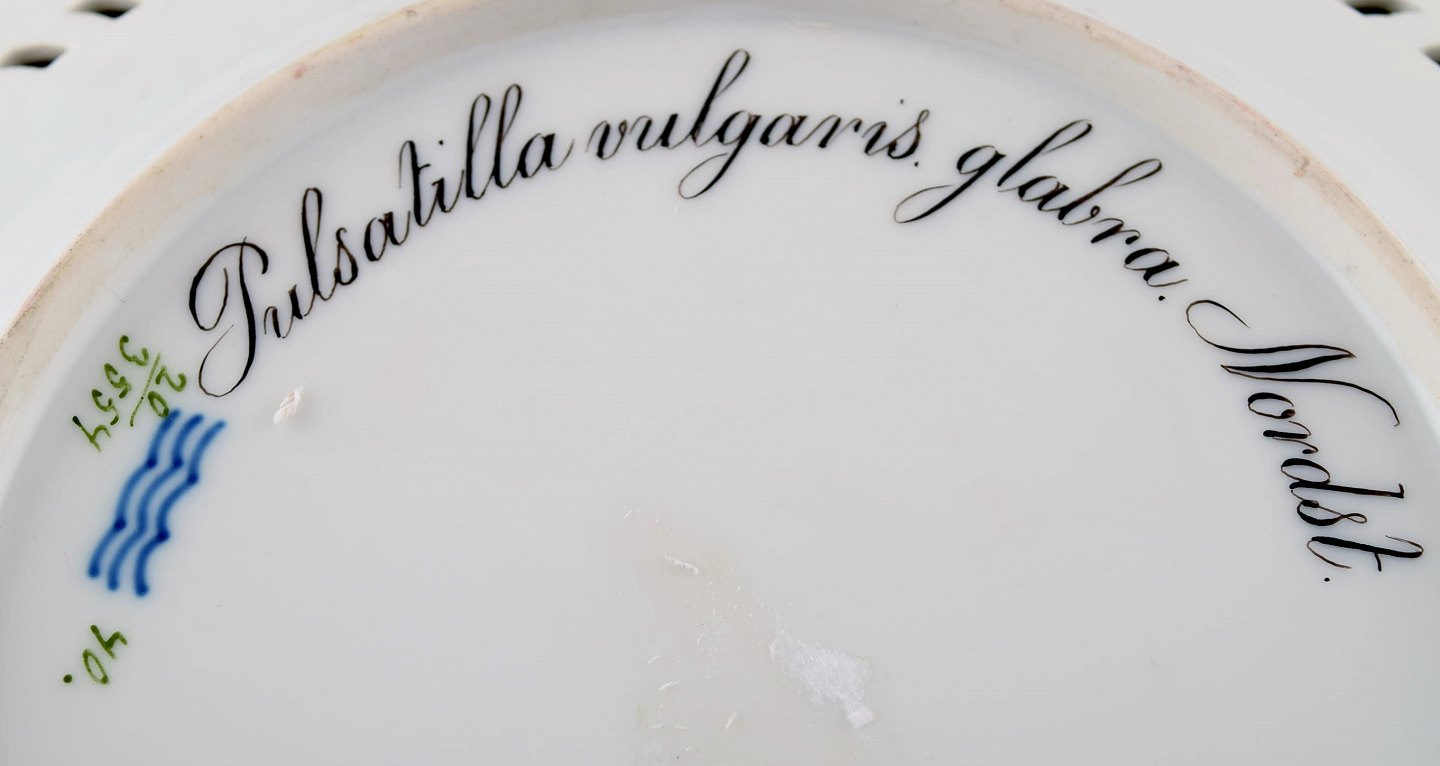 Pulsatilla vulgaris. glabra. Nordst.
20
3554
40.